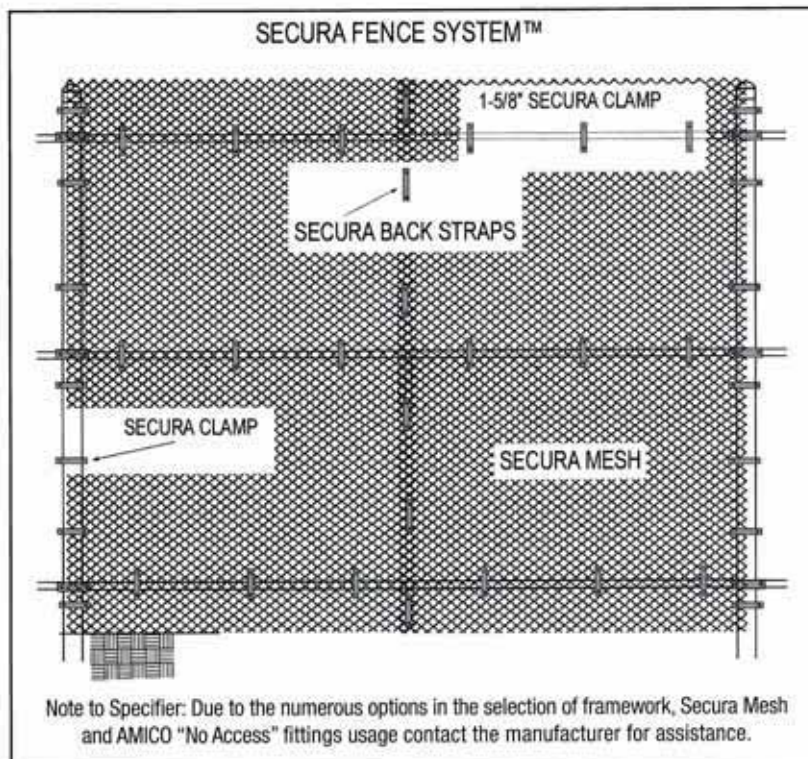 SECURA FENCE SYSTEM™
1-5/8" SECURA CLAMP
SECURA BACK STRAPS
SECURA CLAMP
SECURA MESH
Note to Specifier: Due to the numerous options in the selection of framework, Secura Mesh
and AMICO "No Access" fittings usage contact the manufacturer for assistance.